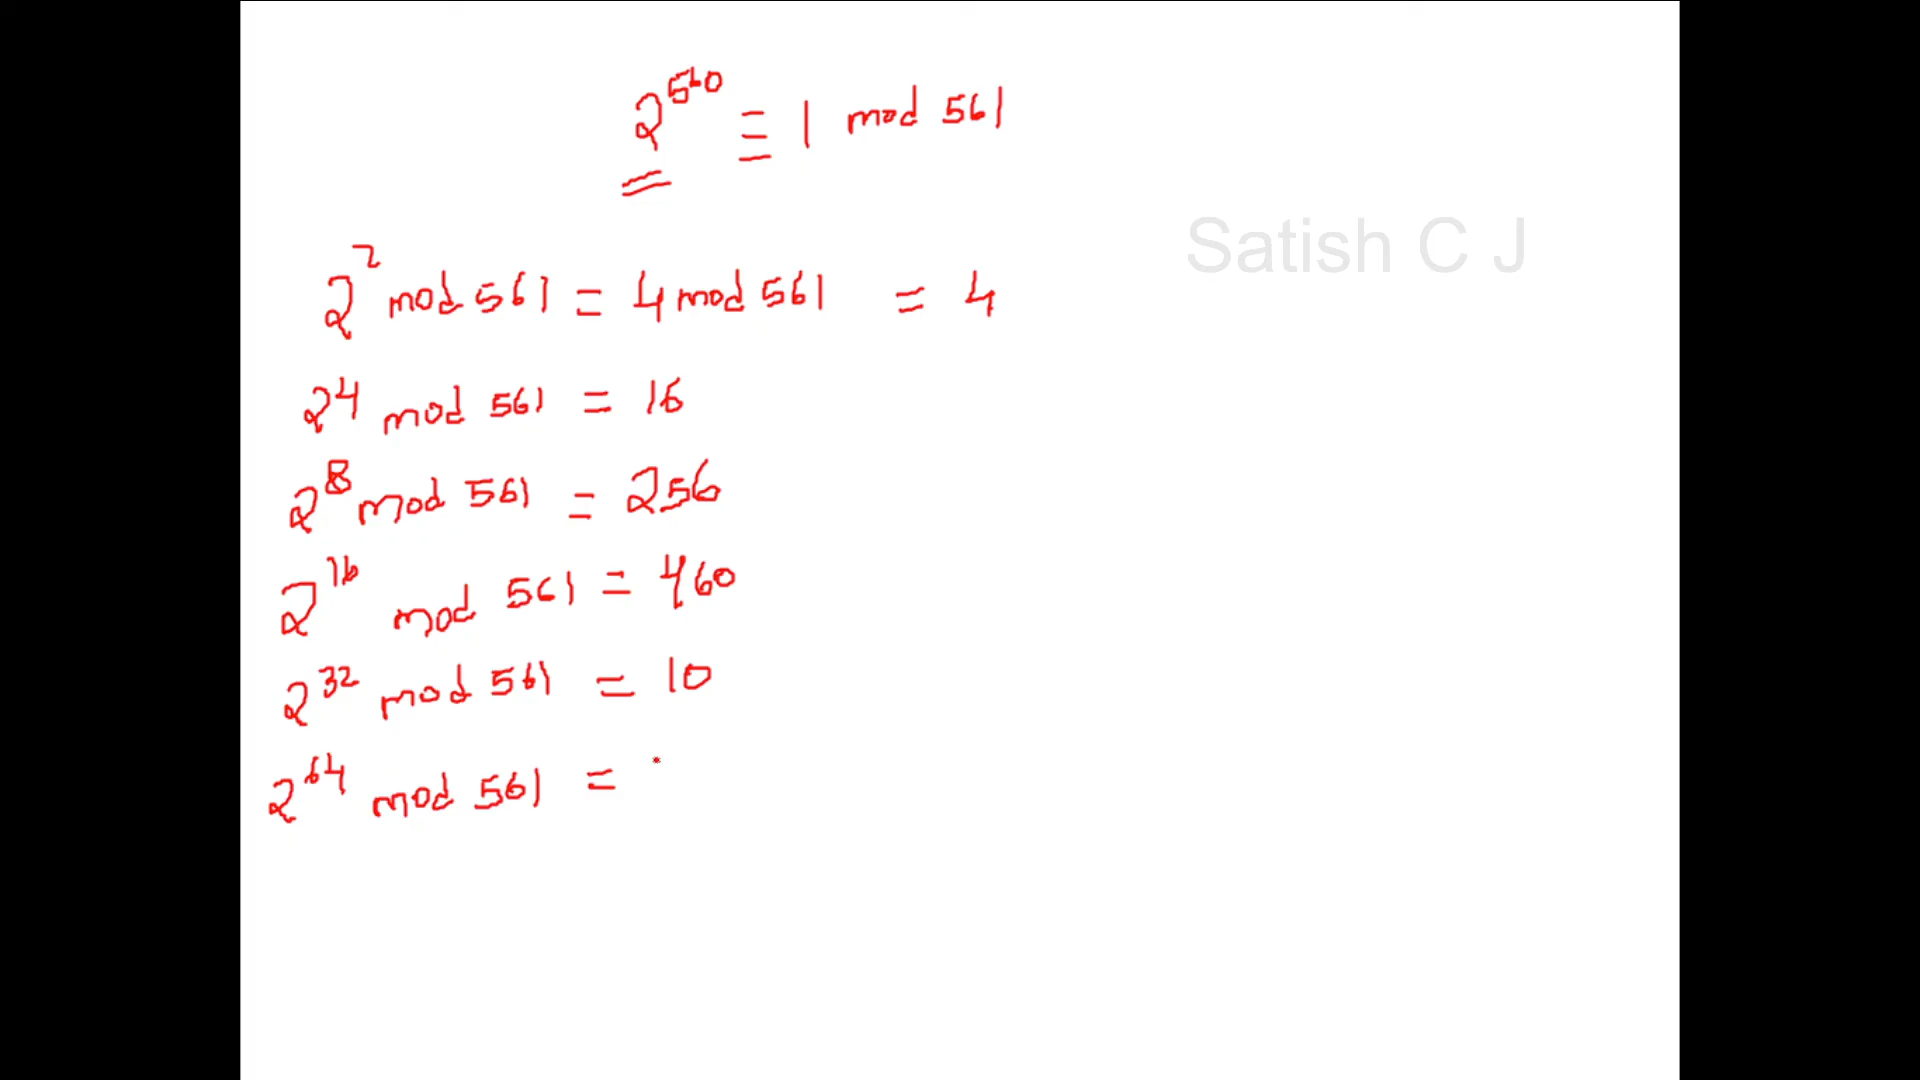 2^560 ≡ 1 mod 561
Satish C J
2^2 mod 561 = 4 mod 561 = 4
2^4 mod 561 = 16
2^8 mod 561 = 256
2^16 mod 561 = 460
2^32 mod 561 = 10
2^64 mod 561 =